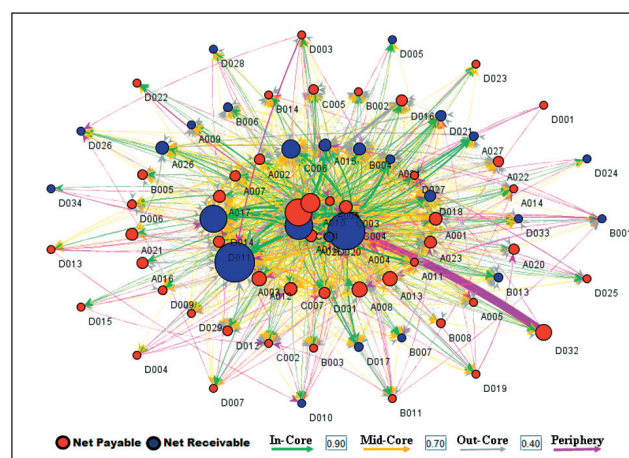 D003
D005
D028
D023
D022
B014
C005
B002
D016
D001
B006
D021
D026
A009
A026
C006
A015
B004
A027
D024
B005
A002
A022
D034
A007
D027
A014
D006
A017
D018
D033
B001
A021
D014
C003
C004
A001
D013
D011
D020
A023
A020
A016
A004
A011
B013
D025
D009
A012
C007
D031
A008
A013
A005
D015
D029
D012
B008
D032
D004
C002
B003
D017
B007
D007
D010
B011
D019
Net Payable Net Receivable In-Core 0.90 Mid-Core 0.70 Out-Core 0.40 Periphery